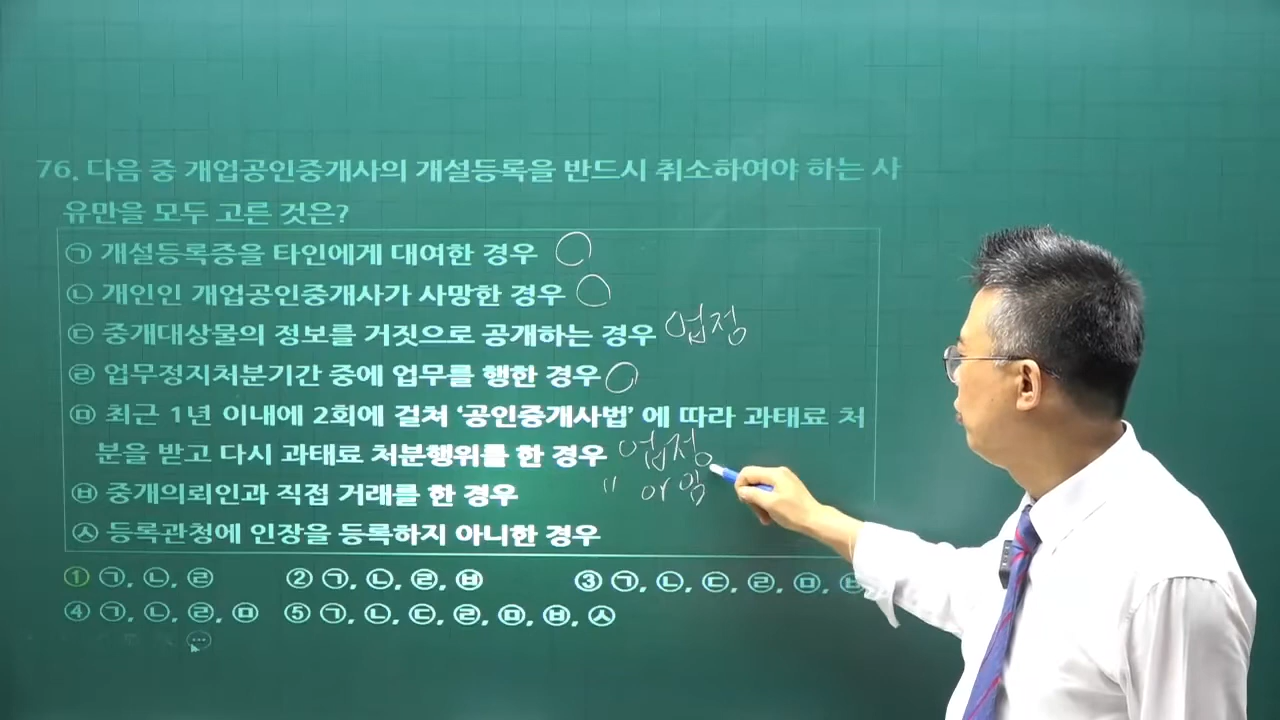 76. 다음 중 개업공인중개사의 개설등록을 반드시 취소하여야 하는 사
유만을 모두 고른 것은?
㉠ 개설등록증을 타인에게 대여한 경우 ○
㉡ 개인인 개업공인중개사가 사망한 경우 ○
㉢ 중개대상물의 정보를 거짓으로 공개하는 경우 업정
㉣ 업무정지처분기간 중에 업무를 행한 경우 ○
㉤ 최근 1년 이내에 2회에 걸쳐 ‘공인중개사법’ 에 따라 과태료 처
분을 받고 다시 과태료 처분행위를 한 경우 업정
〃 or 임
㉥ 중개의뢰인과 직접 거래를 한 경우
㉦ 등록관청에 인장을 등록하지 아니한 경우
① ㉠, ㉡, ㉣ ② ㉠, ㉡, ㉣, ㉥ ③ ㉠, ㉡, ㉢, ㉣, ㉤, ㉥
④ ㉠, ㉡, ㉣, ㉤ ⑤ ㉠, ㉡, ㉢, ㉣, ㉤, ㉥, ㉦